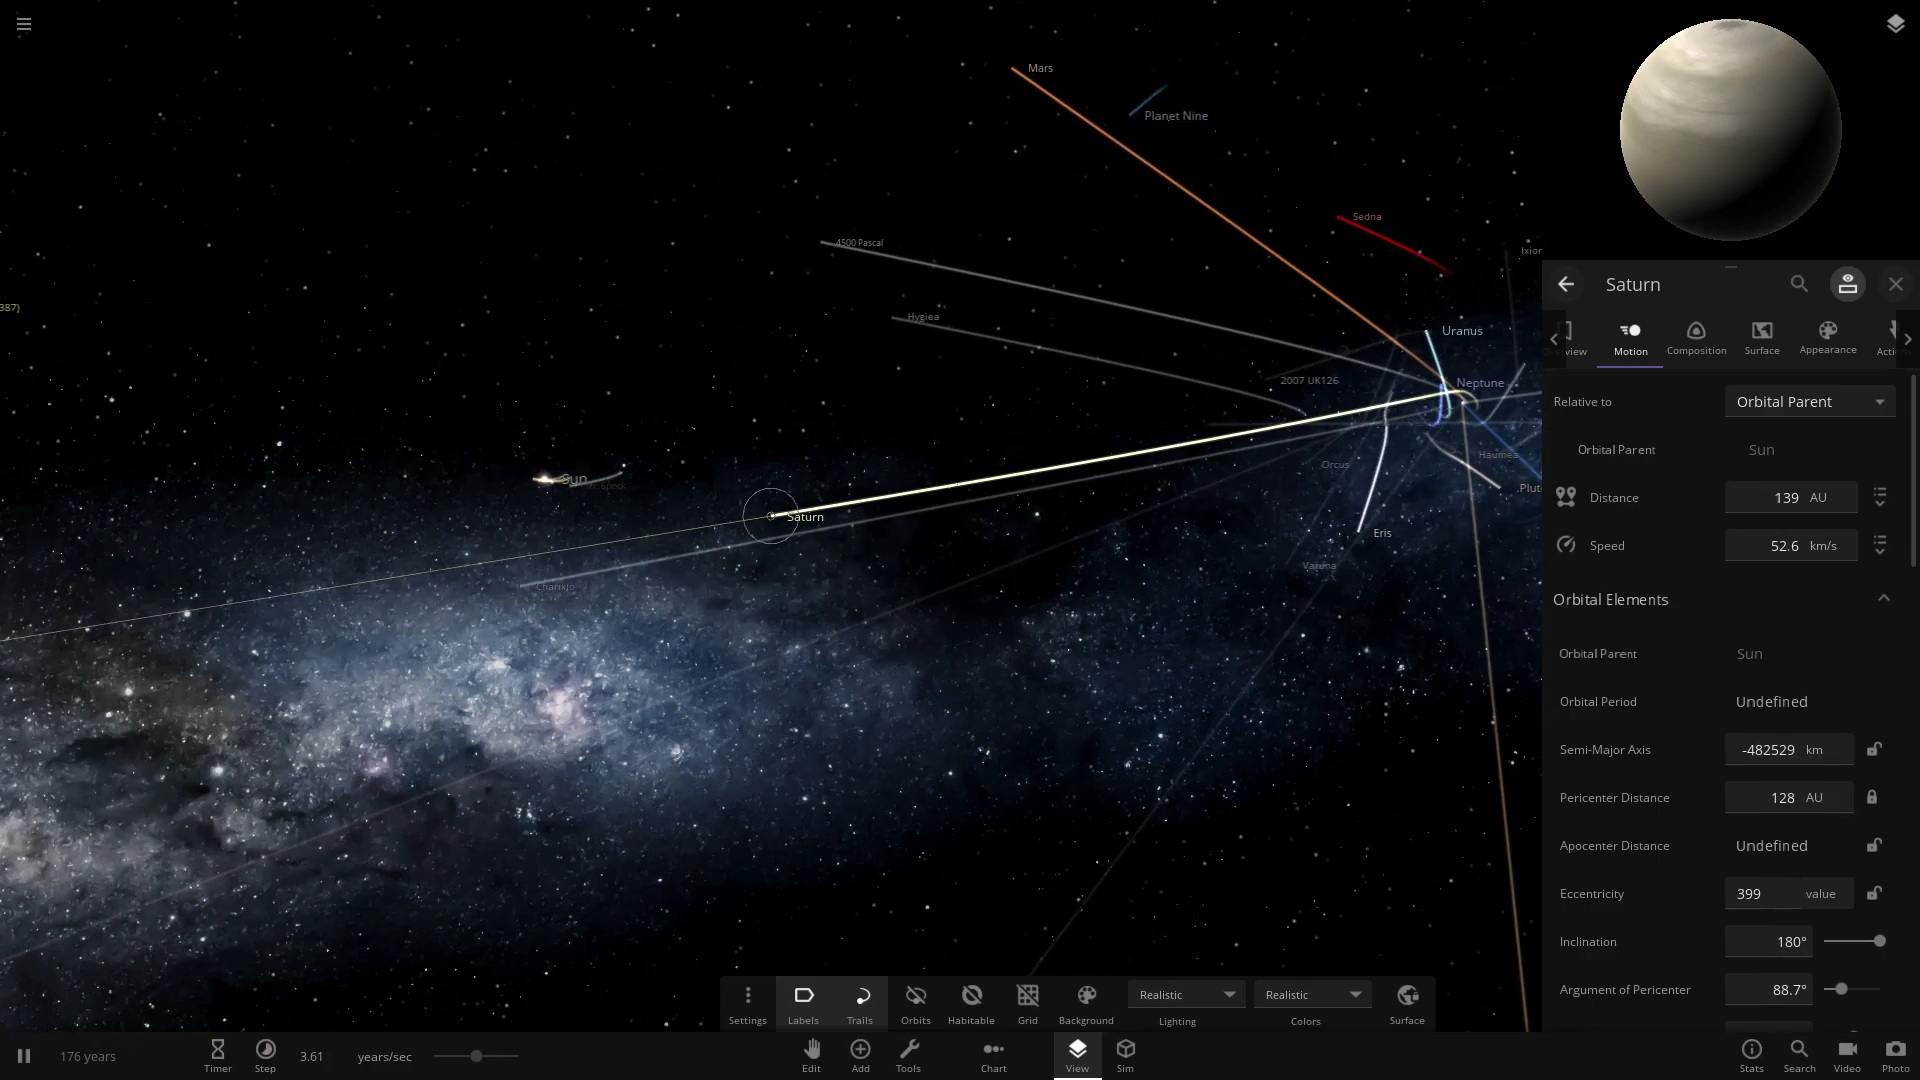 Mars
Planet Nine
Sedna
4500 Pascal
Ixion
387)
Hygiea
Uranus
2007 UK126
Neptune
Sun
Orcus
Haumea
Plut
Saturn
Eris
Chariklo
Varuna
Saturn
view
Motion
Composition
Surface
Appearance
Acti
Relative to
Orbital Parent
Orbital Parent
Sun
Distance
139 AU
Speed
52.6 km/s
Orbital Elements
Orbital Parent
Sun
Orbital Period
Undefined
Semi-Major Axis
-482529 km
Pericenter Distance
128 AU
Apocenter Distance
Undefined
Eccentricity
399 value
Inclination
180°
Argument of Pericenter
88.7°
Settings
Labels
Trails
Orbits
Habitable
Grid
Background
Realistic
Lighting
Realistic
Colors
Surface
176 years
Timer
Step
3.61 years/sec
Edit
Add
Tools
Chart
View
Sim
Stats
Search
Video
Photo